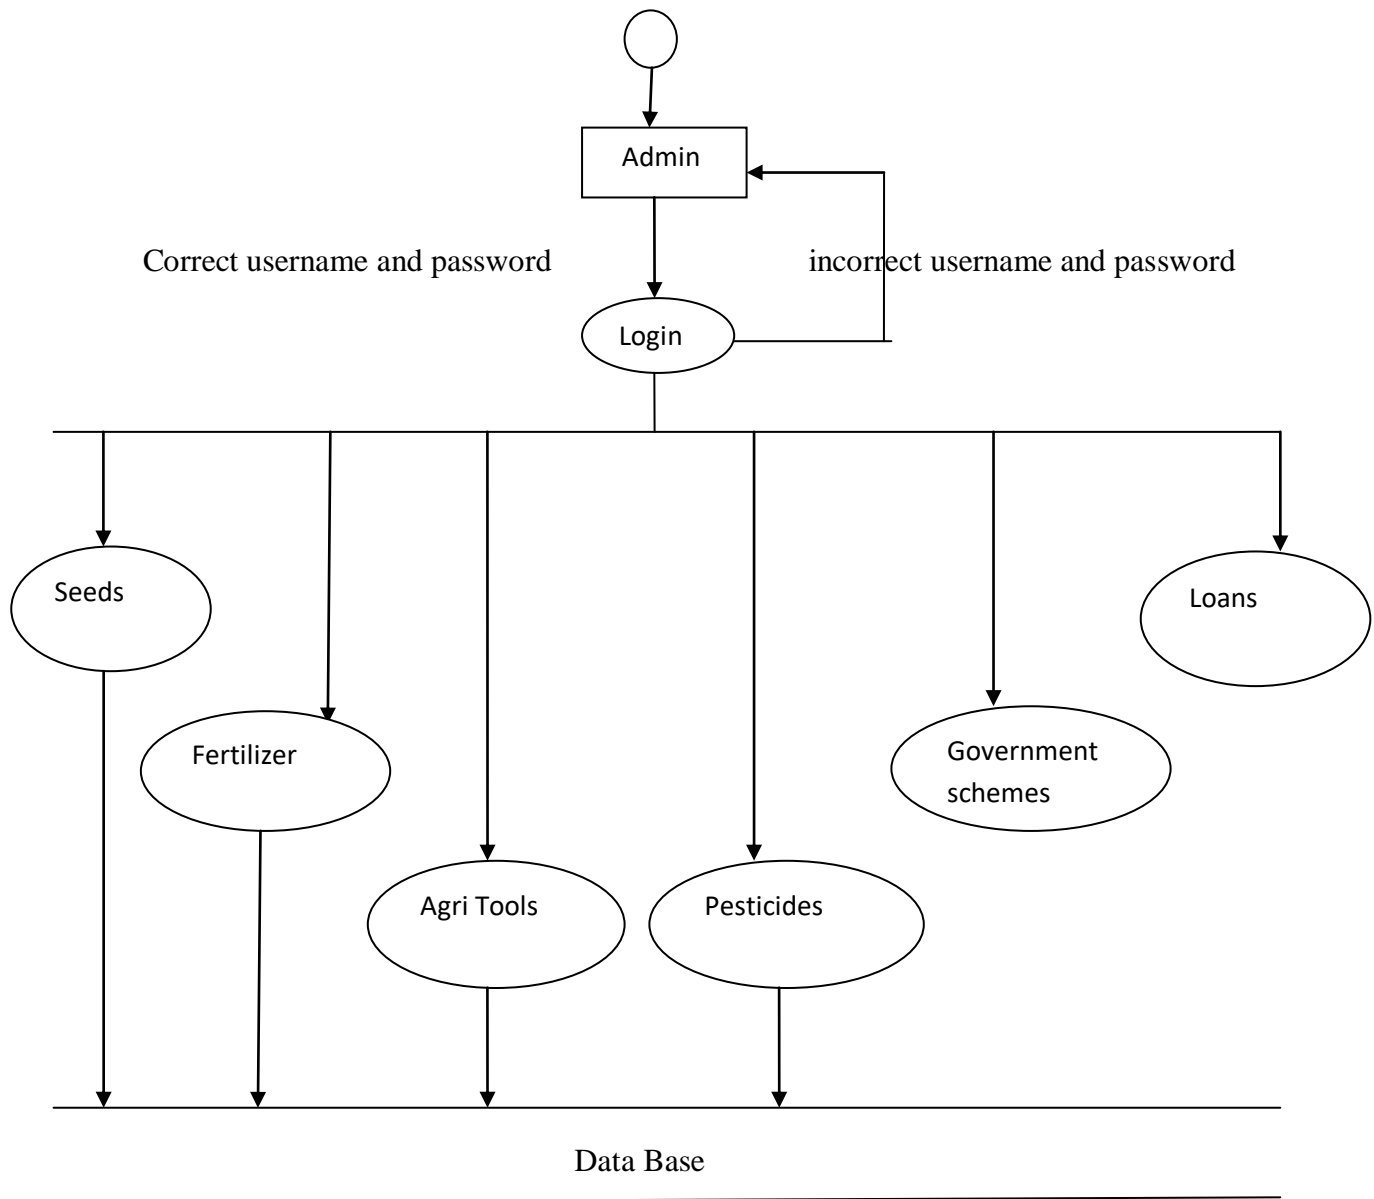 Admin
Correct username and password
incorrect username and password
Login
Seeds
Loans
Fertilizer
Government
schemes
Agri Tools
Pesticides
Data Base